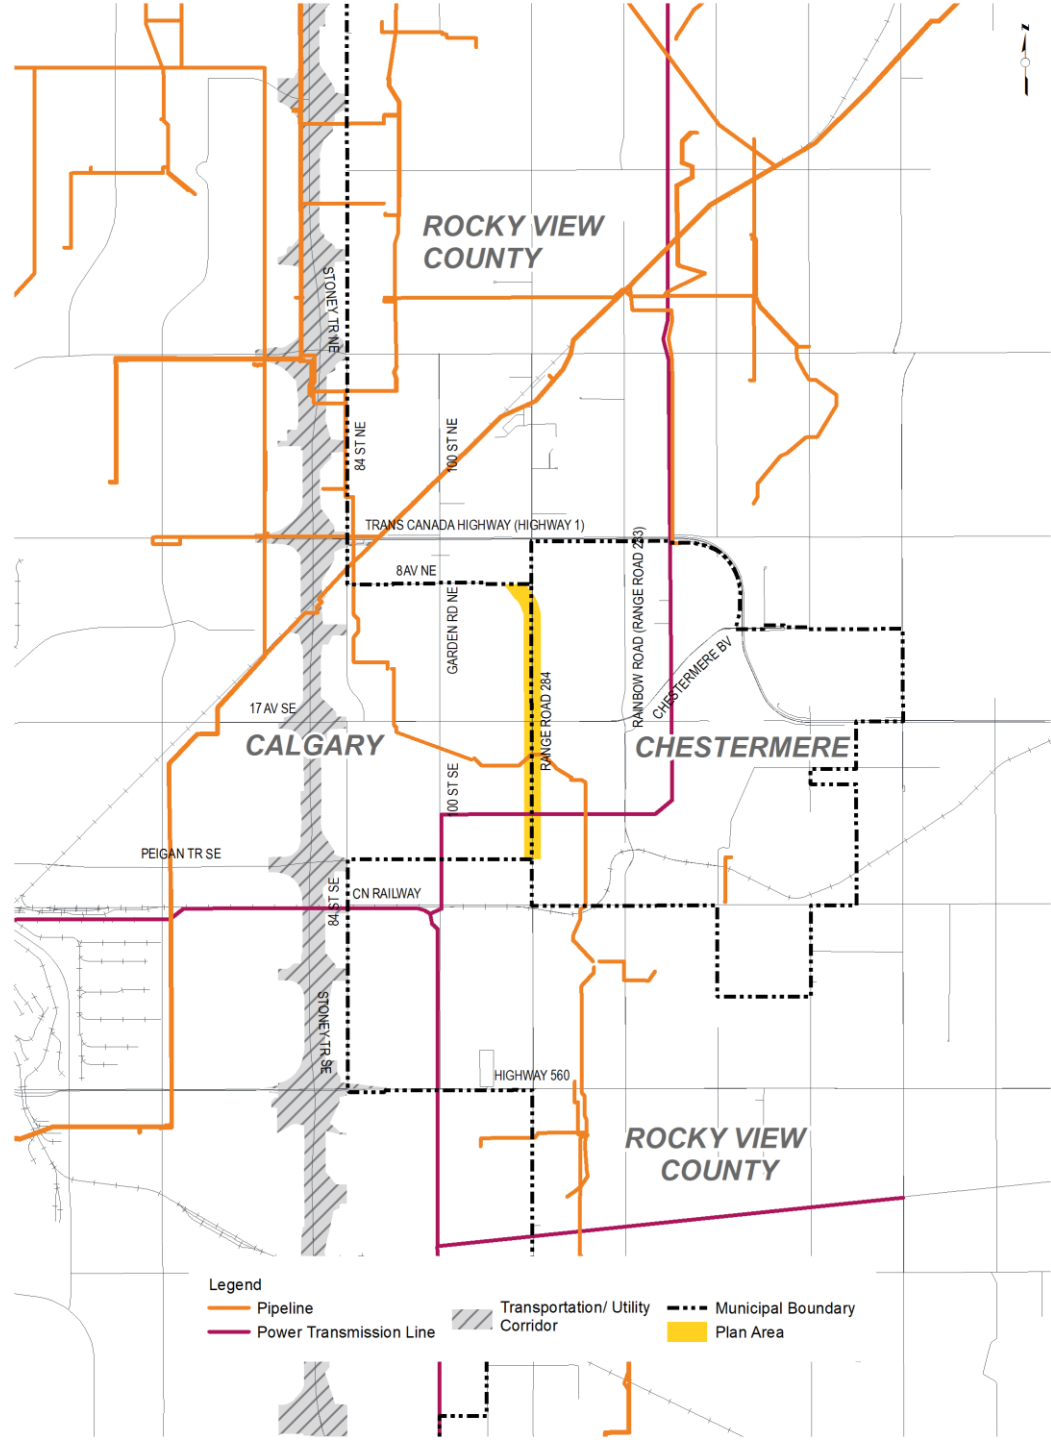 N
ROCKY VIEW
COUNTY
STONEY TR NE
84 ST NE
100 ST NE
TRANS CANADA HIGHWAY (HIGHWAY 1)
8AV NE
GARDEN RD NE
RAINBOW ROAD (RANGE ROAD 283)
CHESTERMERE BV
RANGE ROAD 284
17 AV SE
CALGARY
CHESTERMERE
100 ST SE
PEIGAN TR SE
84 ST SE
CN RAILWAY
STONEY TR SE
HIGHWAY 560
ROCKY VIEW
COUNTY
Legend
Pipeline
Power Transmission Line
Transportation/ Utility
Corridor
Municipal Boundary
Plan Area